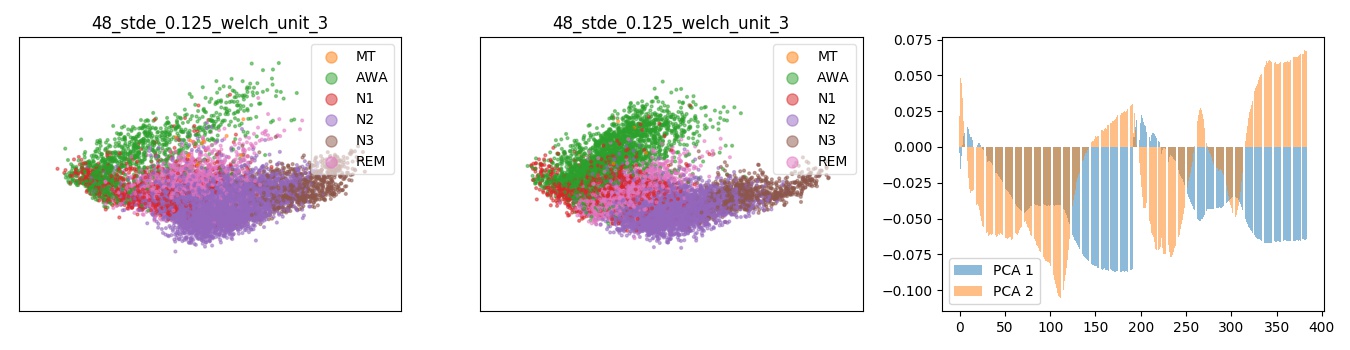 48_stde_0.125_welch_unit_3
MT
AWA
N1
N2
N3
REM
48_stde_0.125_welch_unit_3
MT
AWA
N1
N2
N3
REM
0.075
0.050
0.025
0.000
−0.025
−0.050
−0.075
−0.100
PCA 1
PCA 2
0 50 100 150 200 250 300 350 400